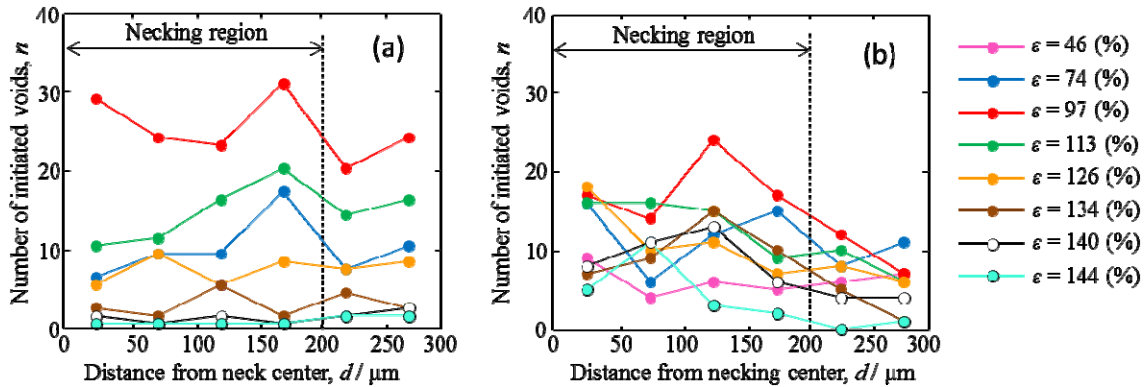 40
30
20
10
0
Number of initiated voids, n
Necking region
(a)
0 50 100 150 200 250 300
Distance from neck center, d / μm
40
30
20
10
0
Number of initiated voids, n
Necking region
(b)
0 50 100 150 200 250 300
Distance from necking center, d / μm
ε = 46 (%)
ε = 74 (%)
ε = 97 (%)
ε = 113 (%)
ε = 126 (%)
ε = 134 (%)
ε = 140 (%)
ε = 144 (%)